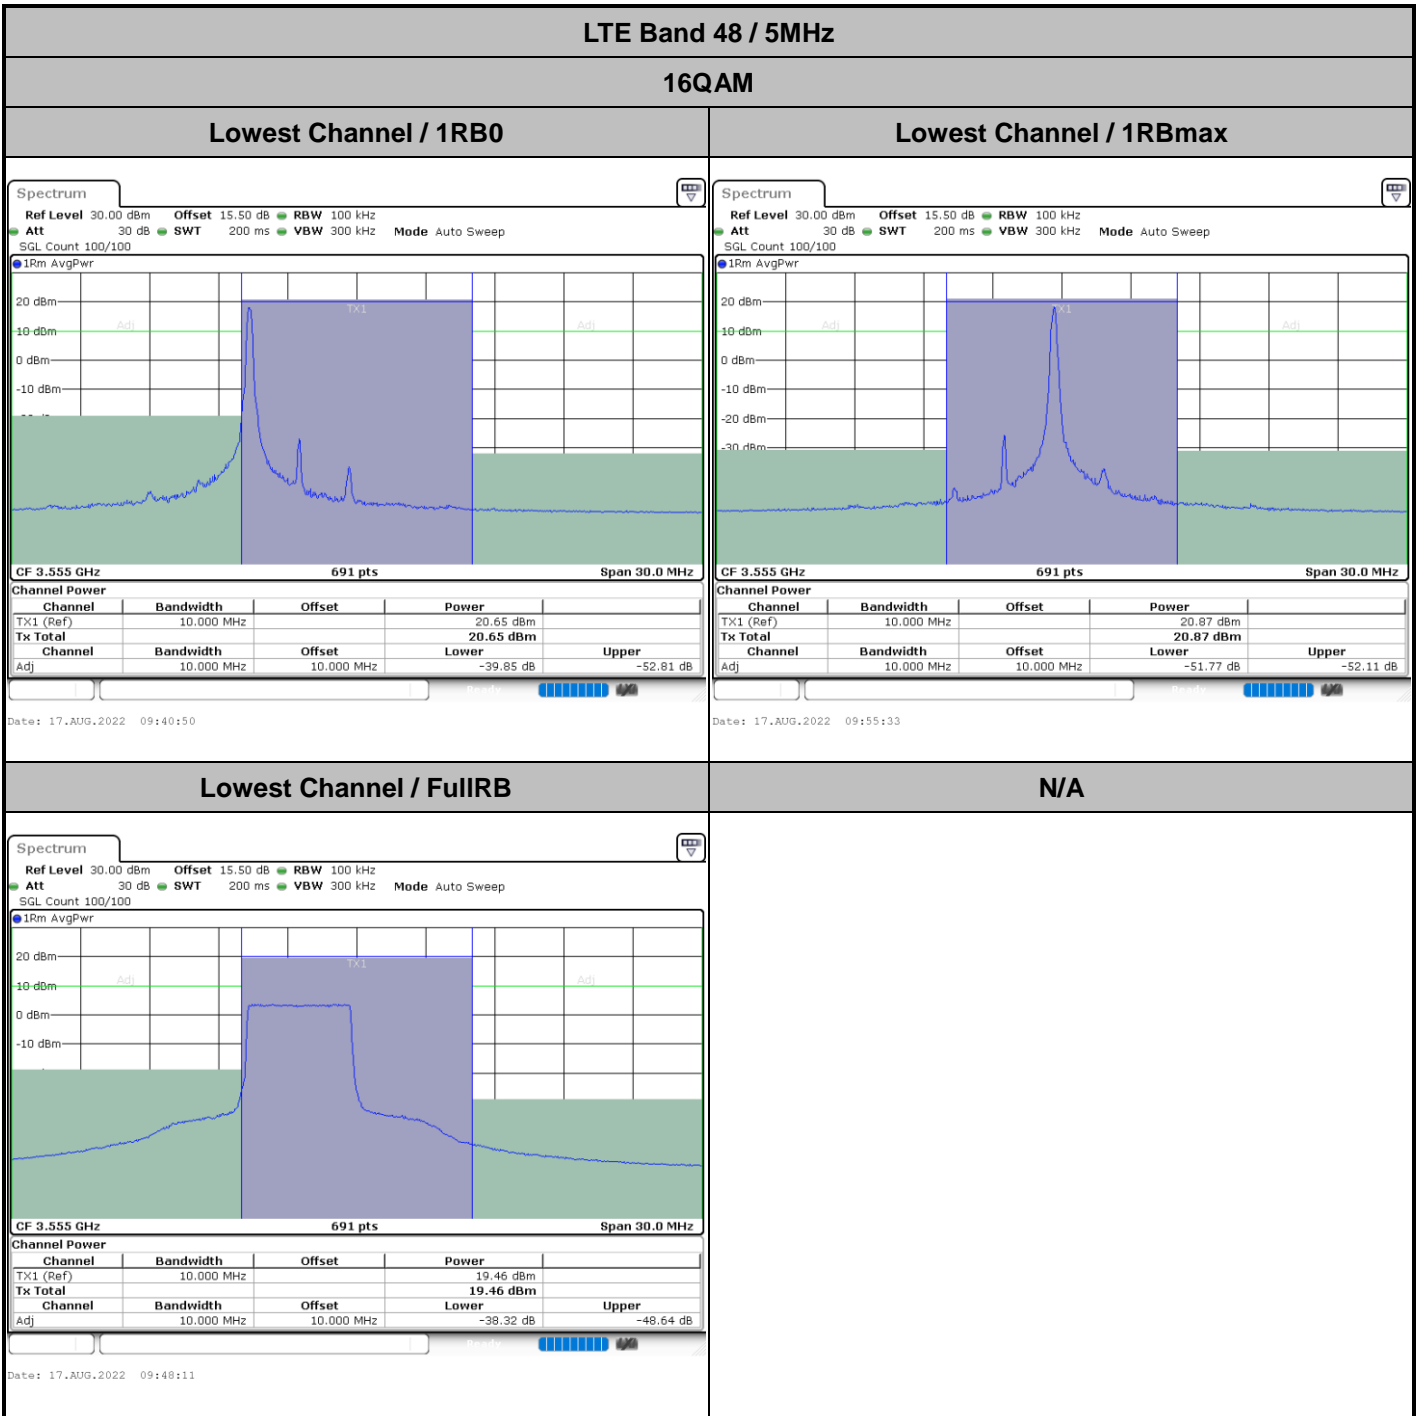 LTE Band 48 / 5MHz
16QAM
Lowest Channel / 1RB0
Lowest Channel / 1RBmax
Spectrum
Ref Level 30.00 dBm Offset 15.50 dB RBW 100 kHz
Att 30 dB SWT 200 ms VBW 300 kHz Mode Auto Sweep
SGL Count 100/100
1Rm AvgPwr
TX1
20 dBm
Adj
Adj
10 dBm
0 dBm
-10 dBm
CF 3.555 GHz 691 pts Span 30.0 MHz
Channel Power
Channel Bandwidth Offset Power
TX1 (Ref) 10.000 MHz 20.65 dBm
Tx Total 20.65 dBm
Channel Bandwidth Offset Lower Upper
Adj 10.000 MHz 10.000 MHz -39.85 dB -52.81 dB
Ready
Date: 17.AUG.2022 09:40:50
Spectrum
Ref Level 30.00 dBm Offset 15.50 dB RBW 100 kHz
Att 30 dB SWT 200 ms VBW 300 kHz Mode Auto Sweep
SGL Count 100/100
1Rm AvgPwr
TX1
20 dBm
Adj
Adj
10 dBm
0 dBm
-10 dBm
-20 dBm
-30 dBm
CF 3.555 GHz 691 pts Span 30.0 MHz
Channel Power
Channel Bandwidth Offset Power
TX1 (Ref) 10.000 MHz 20.87 dBm
Tx Total 20.87 dBm
Channel Bandwidth Offset Lower Upper
Adj 10.000 MHz 10.000 MHz -51.77 dB -52.11 dB
Ready
Date: 17.AUG.2022 09:55:33
Lowest Channel / FullRB
N/A
Spectrum
Ref Level 30.00 dBm Offset 15.50 dB RBW 100 kHz
Att 30 dB SWT 200 ms VBW 300 kHz Mode Auto Sweep
SGL Count 100/100
1Rm AvgPwr
20 dBm
TX1
Adj
Adj
10 dBm
0 dBm
-10 dBm
CF 3.555 GHz 691 pts Span 30.0 MHz
Channel Power
Channel Bandwidth Offset Power
TX1 (Ref) 10.000 MHz 19.46 dBm
Tx Total 19.46 dBm
Channel Bandwidth Offset Lower Upper
Adj 10.000 MHz 10.000 MHz -38.32 dB -48.64 dB
Ready
Date: 17.AUG.2022 09:48:11